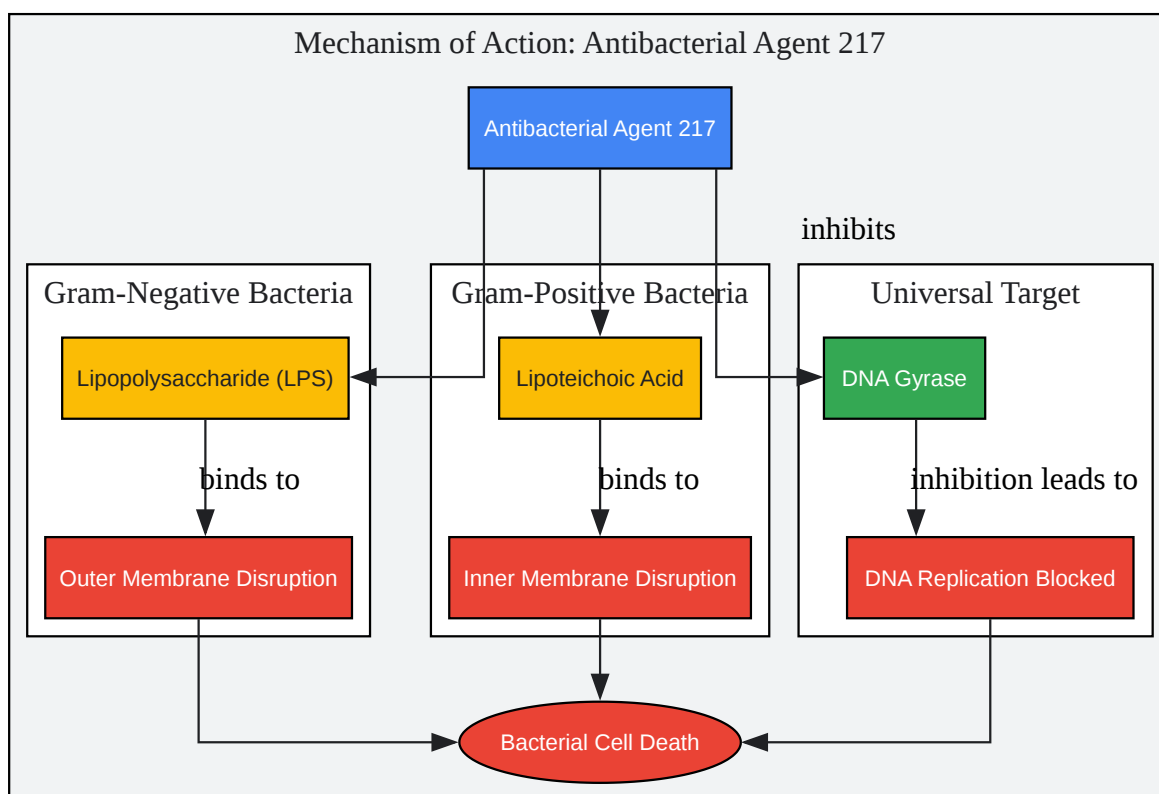 Mechanism of Action: Antibacterial Agent 217
Antibacterial Agent 217
inhibits
Gram-Negative Bacteria
Gram-Positive Bacteria
Universal Target
Lipopolysaccharide (LPS)
Lipoteichoic Acid
DNA Gyrase
binds to
binds to
inhibition leads to
Outer Membrane Disruption
Inner Membrane Disruption
DNA Replication Blocked
Bacterial Cell Death